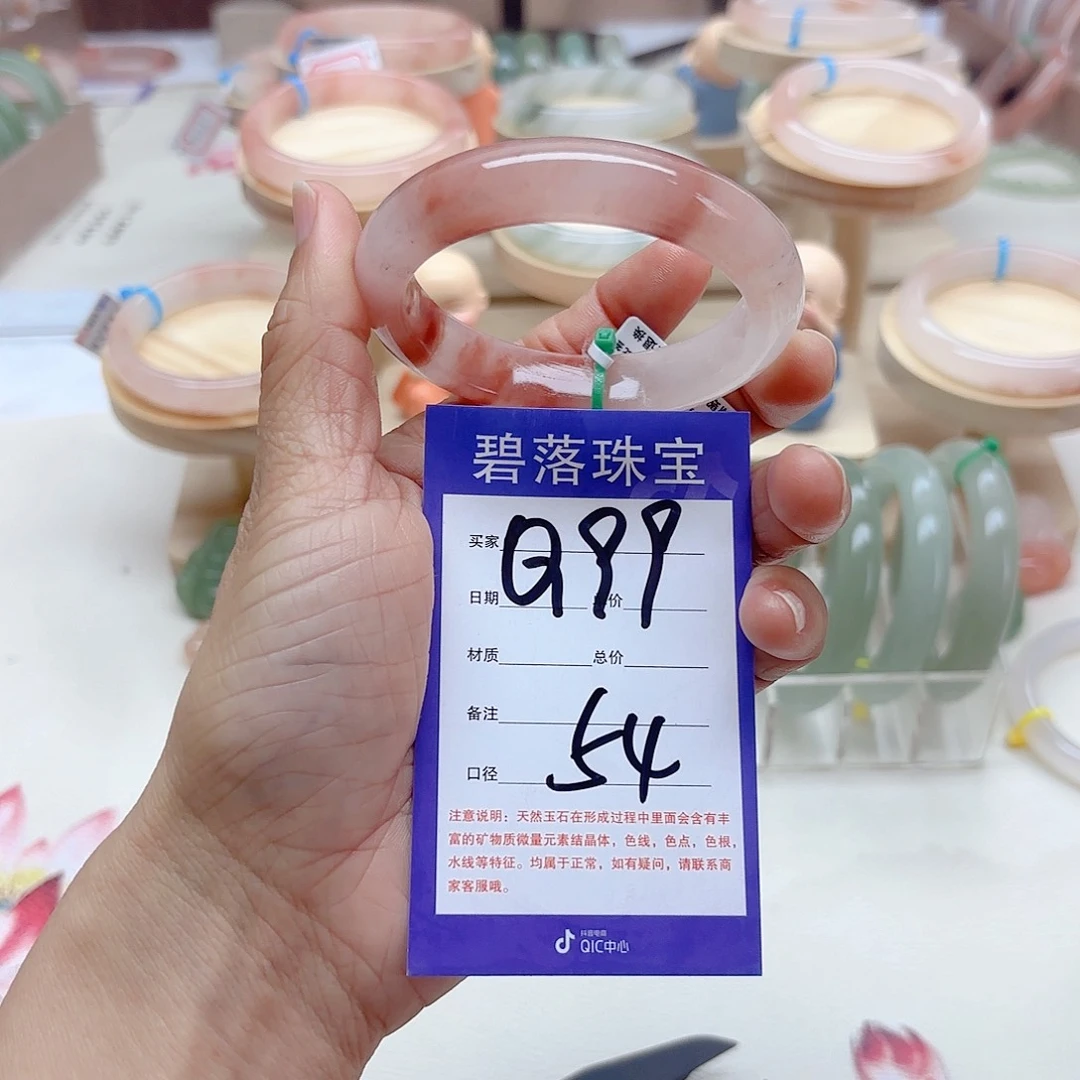 碧落珠宝
买家 Q99
日期 价
材质 总价
备注
口径 54
注意说明：天然玉石在形成过程中里面会含有丰
富的矿物质微量元素结晶体，色线，色点，色根，
水线等特征。均属于正常，如有疑问，请联系商
家客服哦。
抖音电商
QIC中心